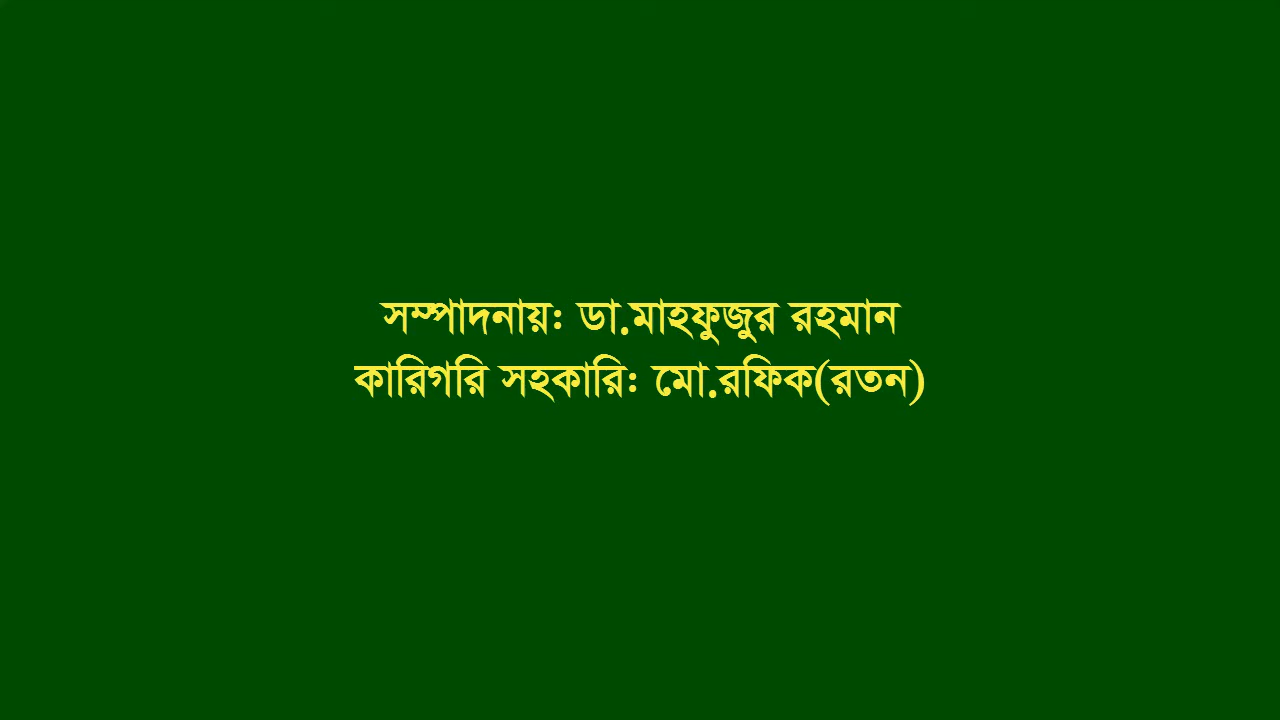 সম্পাদনায়: ডা.মাহফুজুর রহমান
কারিগরি সহকারি: মো.রফিক(রতন)